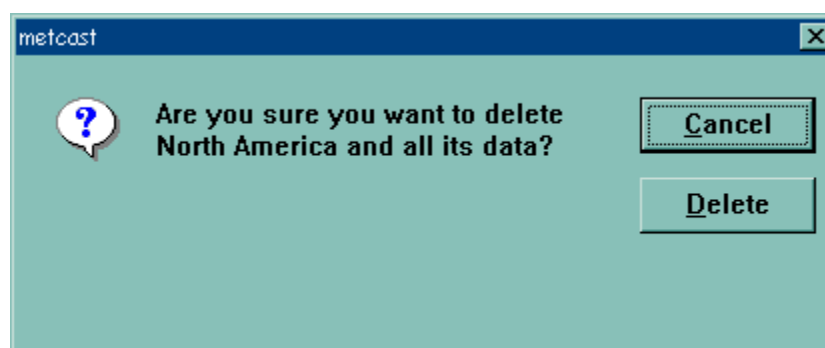 metcast
Are you sure you want to delete
North America and all its data?
Cancel
Delete